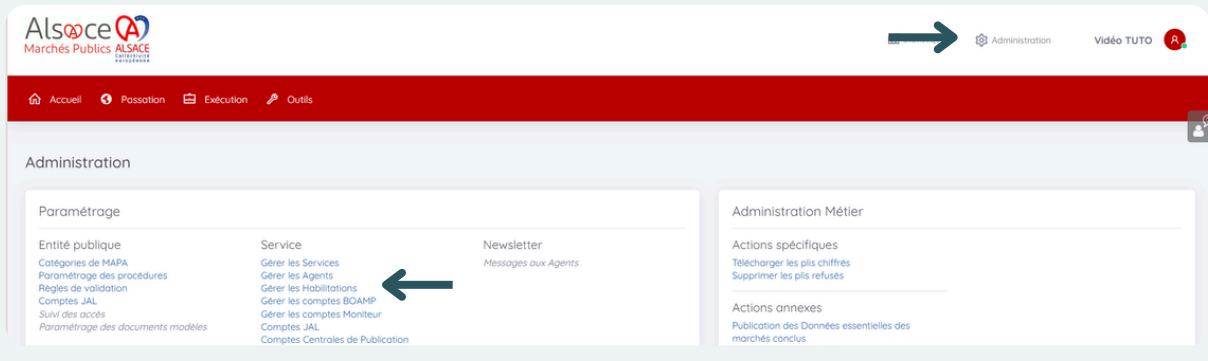 Alsace
Marchés Publics ALSACE
Collectivité
européenne
Administration
Vidéo TUTO
Accueil
Passation
Exécution
Outils
Administration
Paramétrage
Entité publique
Catégories de MAPA
Paramétrage des procédures
Règles de validation
Comptes JAL
Suivi des accès
Paramétrage des documents modèles
Service
Gérer les Services
Gérer les Agents
Gérer les Habilitations
Gérer les comptes BOAMP
Gérer les comptes Moniteur
Comptes JAL
Comptes Centrales de Publication
Newsletter
Messages aux Agents
Administration Métier
Actions spécifiques
Télécharger les plis chiffrés
Supprimer les plis refusés
Actions annexes
Publication des Données essentielles des
marchés conclus